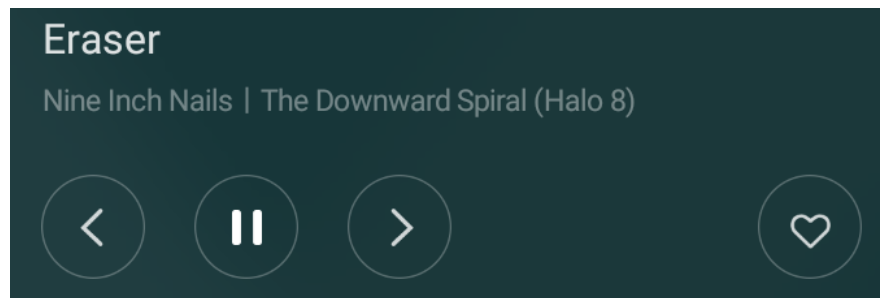 Eraser
Nine Inch Nails | The Downward Spiral (Halo 8)